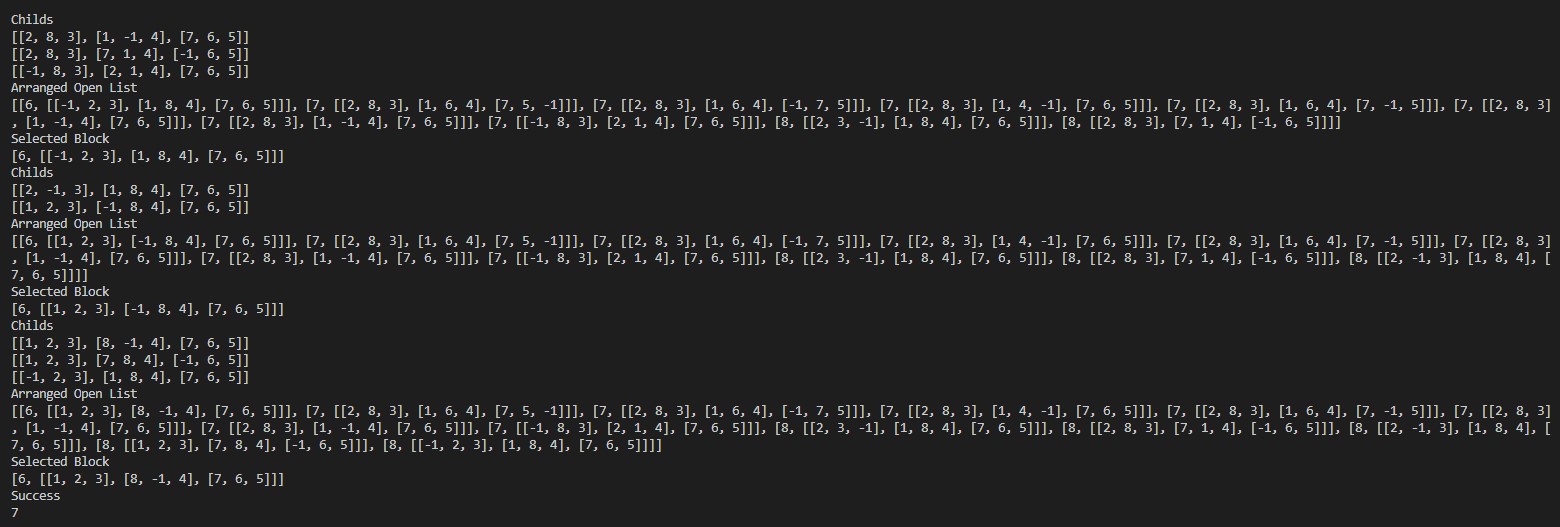 Childs
[[2, 8, 3], [1, -1, 4], [7, 6, 5]]
[[2, 8, 3], [7, 1, 4], [-1, 6, 5]]
[[-1, 8, 3], [2, 1, 4], [7, 6, 5]]
Arranged Open List
[[6, [[-1, 2, 3], [1, 8, 4], [7, 6, 5]]], [7, [[2, 8, 3], [1, 6, 4], [7, 5, -1]]], [7, [[2, 8, 3], [1, 6, 4], [-1, 7, 5]]], [7, [[2, 8, 3], [1, 4, -1], [7, 6, 5]]], [7, [[2, 8, 3], [1, 6, 4], [7, -1, 5]]], [7, [[2, 8, 3]
, [1, -1, 4], [7, 6, 5]]], [7, [[2, 8, 3], [1, -1, 4], [7, 6, 5]]], [7, [[-1, 8, 3], [2, 1, 4], [7, 6, 5]]], [8, [[2, 3, -1], [1, 8, 4], [7, 6, 5]]], [8, [[2, 8, 3], [7, 1, 4], [-1, 6, 5]]]]
Selected Block
[6, [[-1, 2, 3], [1, 8, 4], [7, 6, 5]]]
Childs
[[2, -1, 3], [1, 8, 4], [7, 6, 5]]
[[1, 2, 3], [-1, 8, 4], [7, 6, 5]]
Arranged Open List
[[6, [[1, 2, 3], [-1, 8, 4], [7, 6, 5]]], [7, [[2, 8, 3], [1, 6, 4], [7, 5, -1]]], [7, [[2, 8, 3], [1, 6, 4], [-1, 7, 5]]], [7, [[2, 8, 3], [1, 4, -1], [7, 6, 5]]], [7, [[2, 8, 3], [1, 6, 4], [7, -1, 5]]], [7, [[2, 8, 3]
, [1, -1, 4], [7, 6, 5]]], [7, [[2, 8, 3], [1, -1, 4], [7, 6, 5]]], [7, [[-1, 8, 3], [2, 1, 4], [7, 6, 5]]], [8, [[2, 3, -1], [1, 8, 4], [7, 6, 5]]], [8, [[2, 8, 3], [7, 1, 4], [-1, 6, 5]]], [8, [[2, -1, 3], [1, 8, 4], [
7, 6, 5]]]]
Selected Block
[6, [[1, 2, 3], [-1, 8, 4], [7, 6, 5]]]
Childs
[[1, 2, 3], [8, -1, 4], [7, 6, 5]]
[[1, 2, 3], [7, 8, 4], [-1, 6, 5]]
[[-1, 2, 3], [1, 8, 4], [7, 6, 5]]
Arranged Open List
[[6, [[1, 2, 3], [8, -1, 4], [7, 6, 5]]], [7, [[2, 8, 3], [1, 6, 4], [7, 5, -1]]], [7, [[2, 8, 3], [1, 6, 4], [-1, 7, 5]]], [7, [[2, 8, 3], [1, 4, -1], [7, 6, 5]]], [7, [[2, 8, 3], [1, 6, 4], [7, -1, 5]]], [7, [[2, 8, 3]
, [1, -1, 4], [7, 6, 5]]], [7, [[2, 8, 3], [1, -1, 4], [7, 6, 5]]], [7, [[-1, 8, 3], [2, 1, 4], [7, 6, 5]]], [8, [[2, 3, -1], [1, 8, 4], [7, 6, 5]]], [8, [[2, 8, 3], [7, 1, 4], [-1, 6, 5]]], [8, [[2, -1, 3], [1, 8, 4], [
7, 6, 5]]], [8, [[1, 2, 3], [7, 8, 4], [-1, 6, 5]]], [8, [[-1, 2, 3], [1, 8, 4], [7, 6, 5]]]]
Selected Block
[6, [[1, 2, 3], [8, -1, 4], [7, 6, 5]]]
Success
7